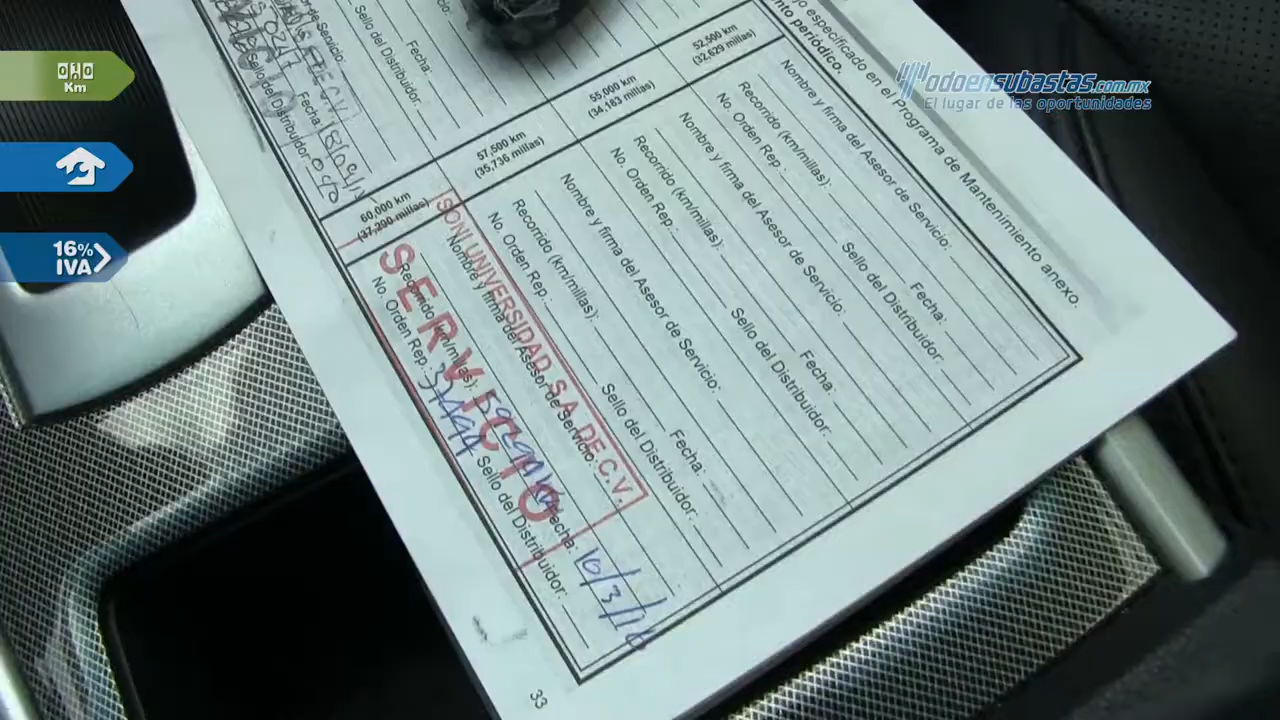 Km
16%
IVA
Modoensubastas.com.mx
El lugar de las oportunidades
especificado en el Programa de Mantenimiento anexo.
periódico.
52,500 km
(32,629 millas)
Nombre y firma del Asesor de Servicio:
Recorrido (km/millas):
No. Orden Rep.:
Fecha:
Sello del Distribuidor:
55,000 km
(34,183 millas)
Nombre y firma del Asesor de Servicio:
Recorrido (km/millas):
No. Orden Rep.:
Fecha:
Sello del Distribuidor:
57,500 km
(35,736 millas)
Nombre y firma del Asesor de Servicio:
Recorrido (km/millas):
No. Orden Rep.:
Fecha:
Sello del Distribuidor:
60,000 km
(37,290 millas)
Nombre y firma del Asesor de Servicio:
Recorrido (km/millas):
No. Orden Rep.:
Fecha: 10/3/16
Sello del Distribuidor:
SONI UNIVERSIDAD S.A. DE C.V.
SERVICIO
Sello del Distribuidor:
Fecha:
Servicio:
Fecha:
Sello del Distribuidor:
33